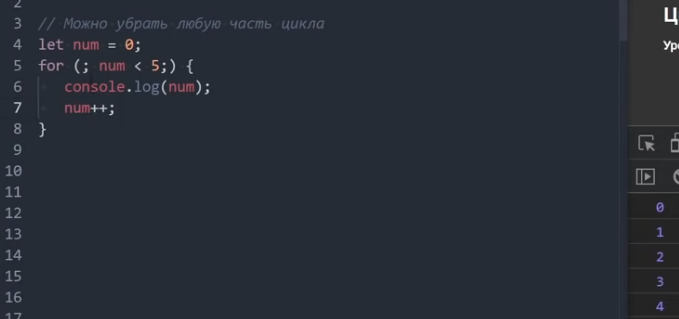 2
3 // Можно убрать любую часть цикла
4 let num = 0;
5 for (; num < 5;) {
6 console.log(num);
7 num++;
8 }
9
10
11
12
13
14
15
16
17
Ц
Уро
0
1
2
3
4